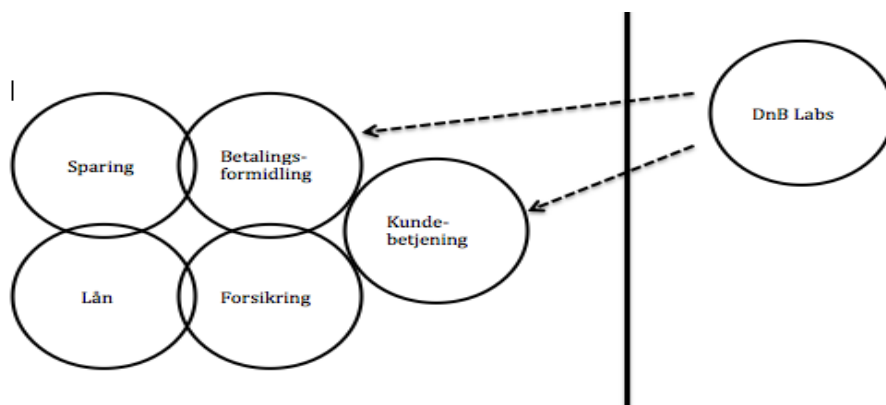 Sparing
Betalings-
formidling
Kunde-
betjening
Lån
Forsikring
DnB Labs